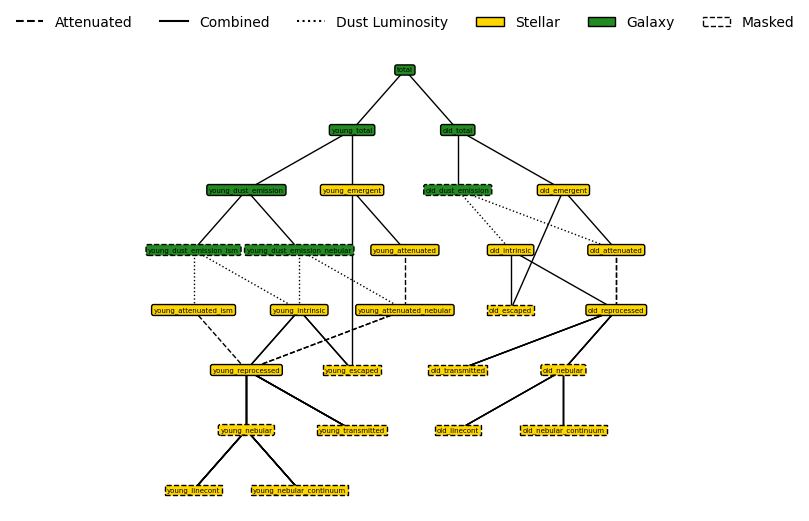 Attenuated Combined Dust Luminosity Stellar Galaxy Masked
total
young_total old_total
young_dust_emission young_emergent old_dust_emission old_emergent
young_dust_emission_ism young_dust_emission_nebular young_attenuated old_intrinsic old_attenuated
young_attenuated_ism young_intrinsic young_attenuated_nebular old_escaped old_reprocessed
young_reprocessed young_escaped old_transmitted old_nebular
young_nebular young_transmitted old_linecont old_nebular_continuum
young_linecont young_nebular_continuum